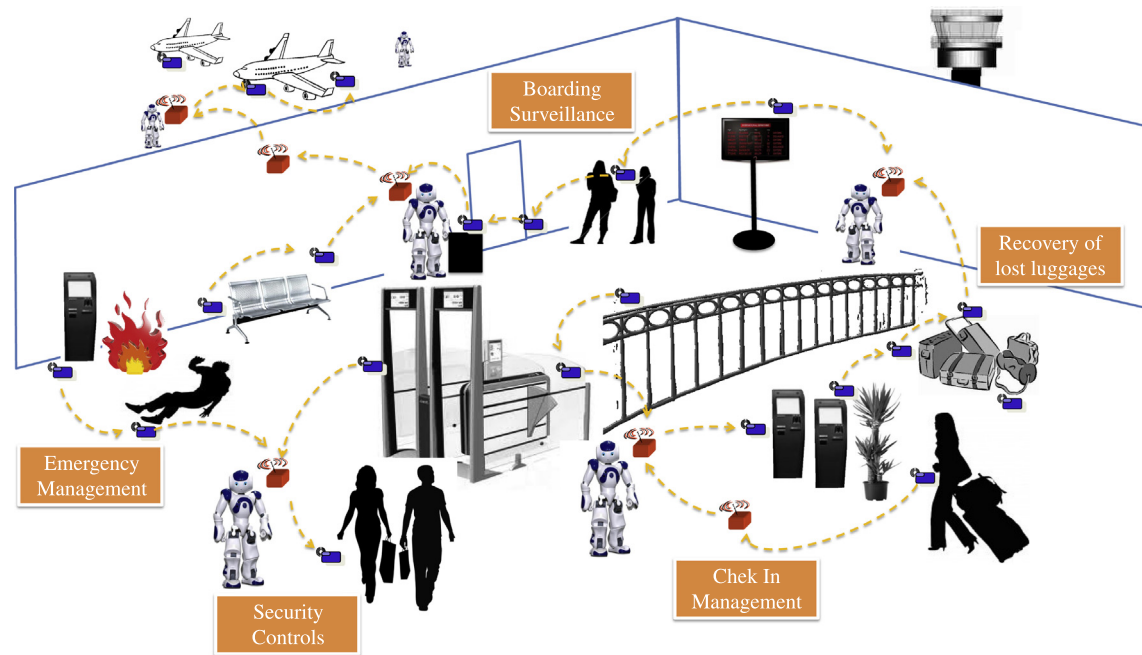 Boarding
Surveillance
Recovery of
lost luggages
Emergency
Management
Security
Controls
Chek In
Management